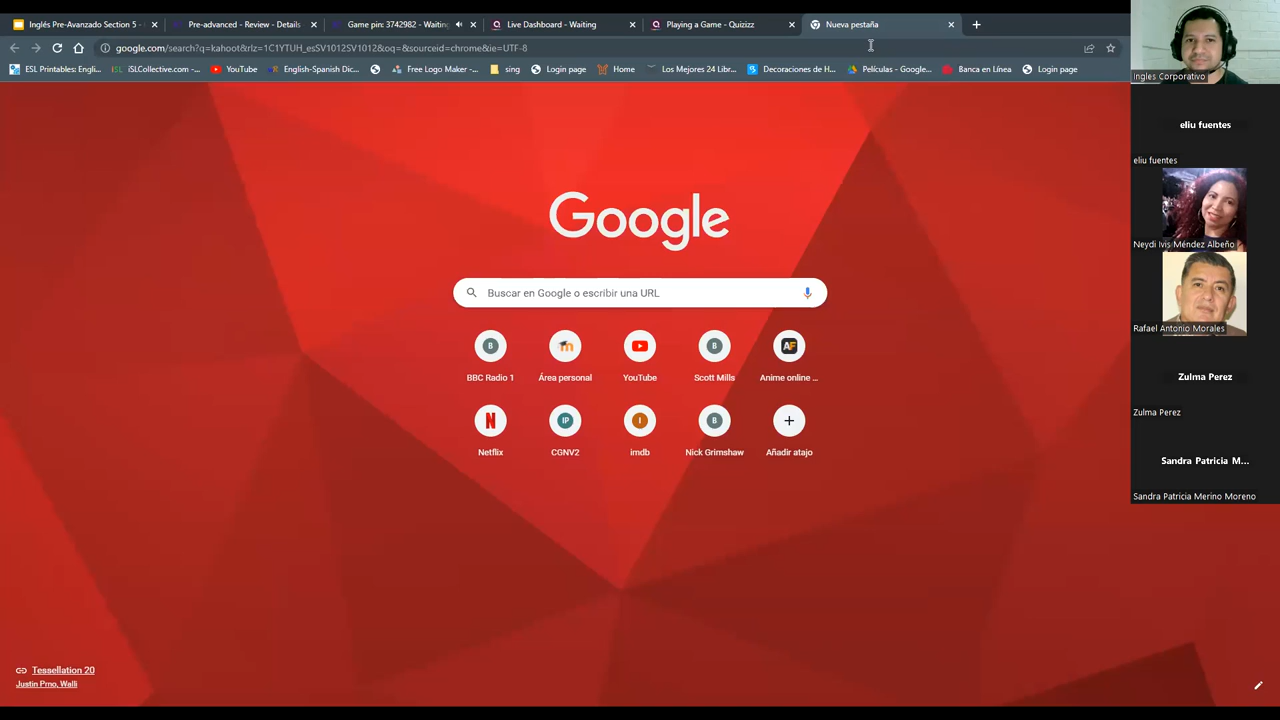 Inglés Pre-Avanzado Section 5 -
Pre-advanced - Review - Details
Game pin: 3742982 - Waiting
Live Dashboard - Waiting
Playing a Game - Quizizz
Nueva pestaña
google.com/search?q=kahoot&rlz=1C1YTUH_esSV1012SV1012&oq=&sourceid=chrome&ie=UTF-8
ESL Printables: Engli...
iSLCollective.com -...
YouTube
English-Spanish Dic...
Free Logo Maker -...
sing
Login page
Home
Los Mejores 24 Libr...
Decoraciones de H...
Películas - Google...
Banca en Línea
Login page
Google
Buscar en Google o escribir una URL
BBC Radio 1
Área personal
YouTube
Scott Mills
Anime online ...
Netflix
CGNV2
imdb
Nick Grimshaw
Añadir atajo
Tessellation 20
Justin Prno, Walli
Ingles Corporativo
eliu fuentes
eliu fuentes
Neydi Ivis Méndez Albeño
Rafael Antonio Morales
Zulma Perez
Zulma Perez
Sandra Patricia M...
Sandra Patricia Merino Moreno